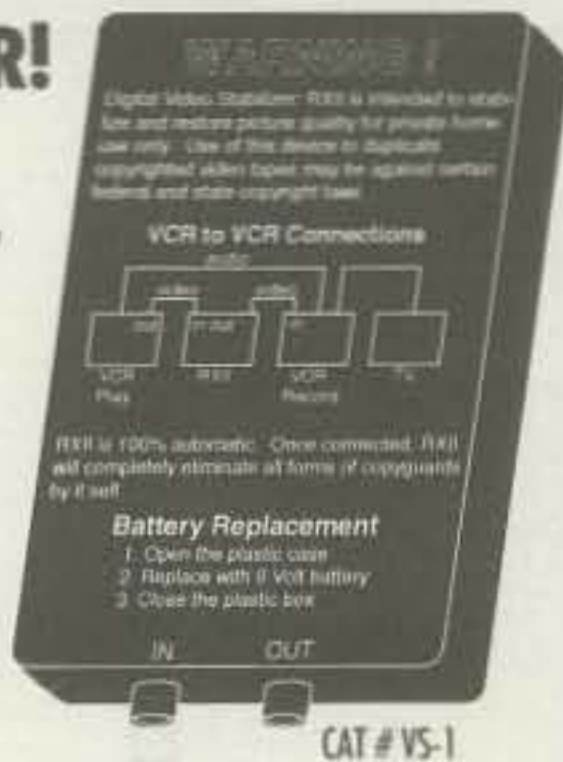 R!
WARNING !
Digital Video Stabilizer: RXII is intended to stabi-
lize and restore picture quality for private home
use only. Use of this device to duplicate
copyrighted video tapes may be against certain
federal and state copyright laws.
VCR to VCR Connections
audio
video video
out in out in
VCR RXII VCR TV
Play Record
RXII is 100% automatic. Once connected, RXII
will completely eliminate all forms of copyguards
by it self.
Battery Replacement
1. Open the plastic case
2. Replace with 9 Volt battery
3. Close the plastic box
IN OUT
CAT # VS-1